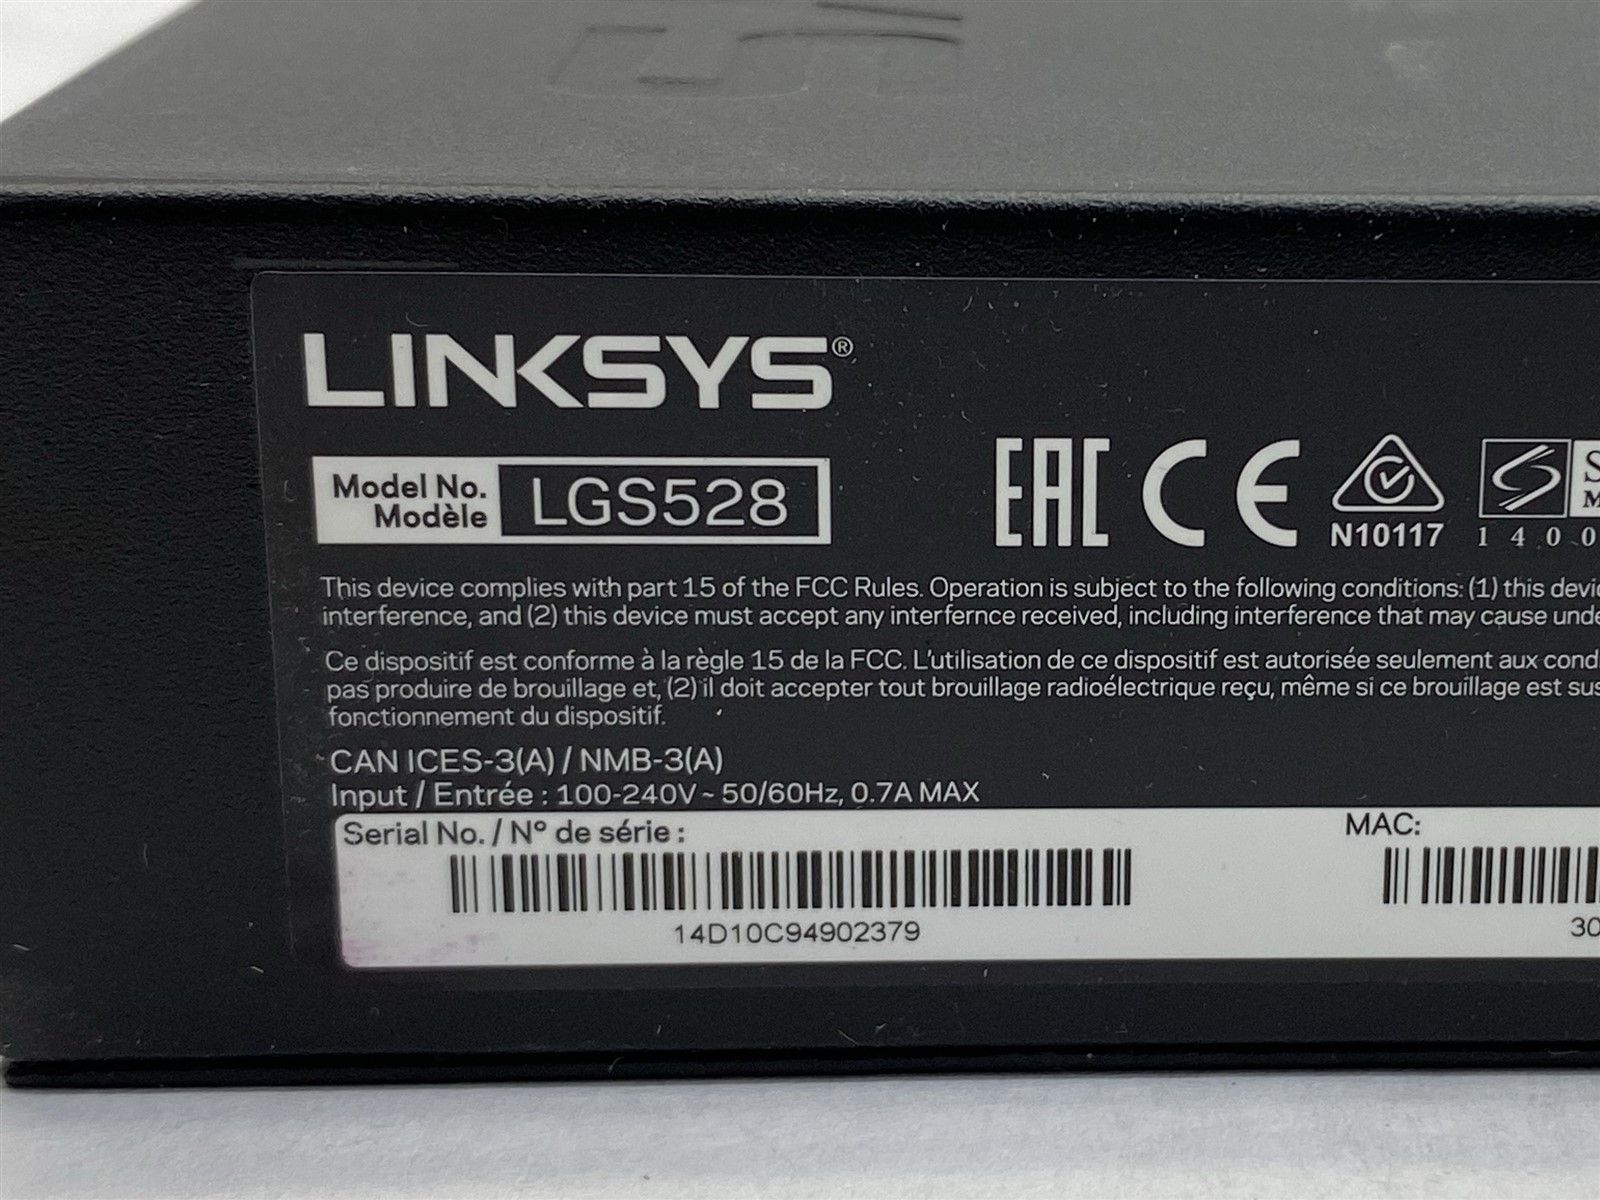 LINKSYS®
Model No. LGS528
Modèle
EAC CE N10117
1400
This device complies with part 15 of the FCC Rules. Operation is subject to the following conditions: (1) this
interference, and (2) this device must accept any interfernce received, including interference that may cause
Ce dispositif est conforme à la règle 15 de la FCC. L'utilisation de ce dispositif est autorisée seulement aux
pas produire de brouillage et, (2) il doit accepter tout brouillage radioélectrique reçu, même si ce brouillage est
fonctionnement du dispositif.
CAN ICES-3(A) / NMB-3(A)
Input / Entrée : 100-240V ~ 50/60Hz, 0.7A MAX
Serial No. / N° de série :
MAC:
14D10C94902379
30